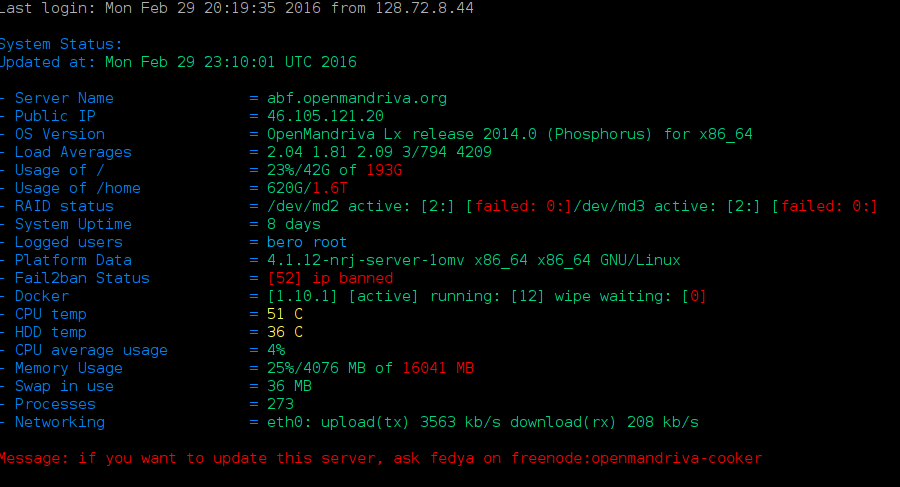 Last login: Mon Feb 29 20:19:35 2016 from 128.72.8.44
System Status:
Updated at: Mon Feb 29 23:10:01 UTC 2016
- Server Name = abf.openmandriva.org
- Public IP = 46.105.121.20
- OS Version = OpenMandriva Lx release 2014.0 (Phosphorus) for x86_64
- Load Averages = 2.04 1.81 2.09 3/794 4209
- Usage of / = 23%/42G of 193G
- Usage of /home = 620G/1.6T
- RAID status = /dev/md2 active: [2:] [failed: 0:]/dev/md3 active: [2:] [failed: 0:]
- System Uptime = 8 days
- Logged users = bero root
- Platform Data = 4.1.12-nrj-server-1omv x86_64 x86_64 GNU/Linux
- Fail2ban Status = [52] ip banned
- Docker = [1.10.1] [active] running: [12] wipe waiting: [0]
- CPU temp = 51 C
- HDD temp = 36 C
- CPU average usage = 4%
- Memory Usage = 25%/4076 MB of 16041 MB
- Swap in use = 36 MB
- Processes = 273
- Networking = eth0: upload(tx) 3563 kb/s download(rx) 208 kb/s
Message: if you want to update this server, ask fedya on freenode:openmandriva-cooker